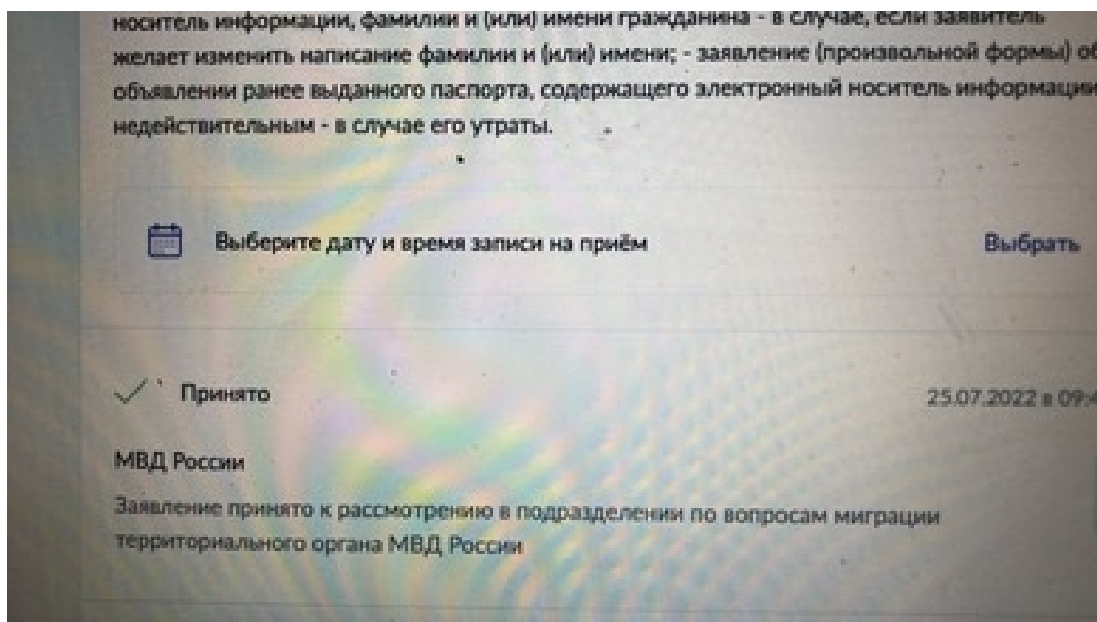 носитель информации, фамилии и (или) имени гражданина - в случае, если заявитель
желает изменить написание фамилии и (или) имени; - заявление (произвольной формы) об
объявлении ранее выданного паспорта, содержащего электронный носитель информации
недействительным - в случае его утраты.
Выберите дату и время записи на приём
Выбрать
Принято
25.07.2022 в 09:4
МВД России
Заявление принято к рассмотрению в подразделении по вопросам миграции
территориального органа МВД России